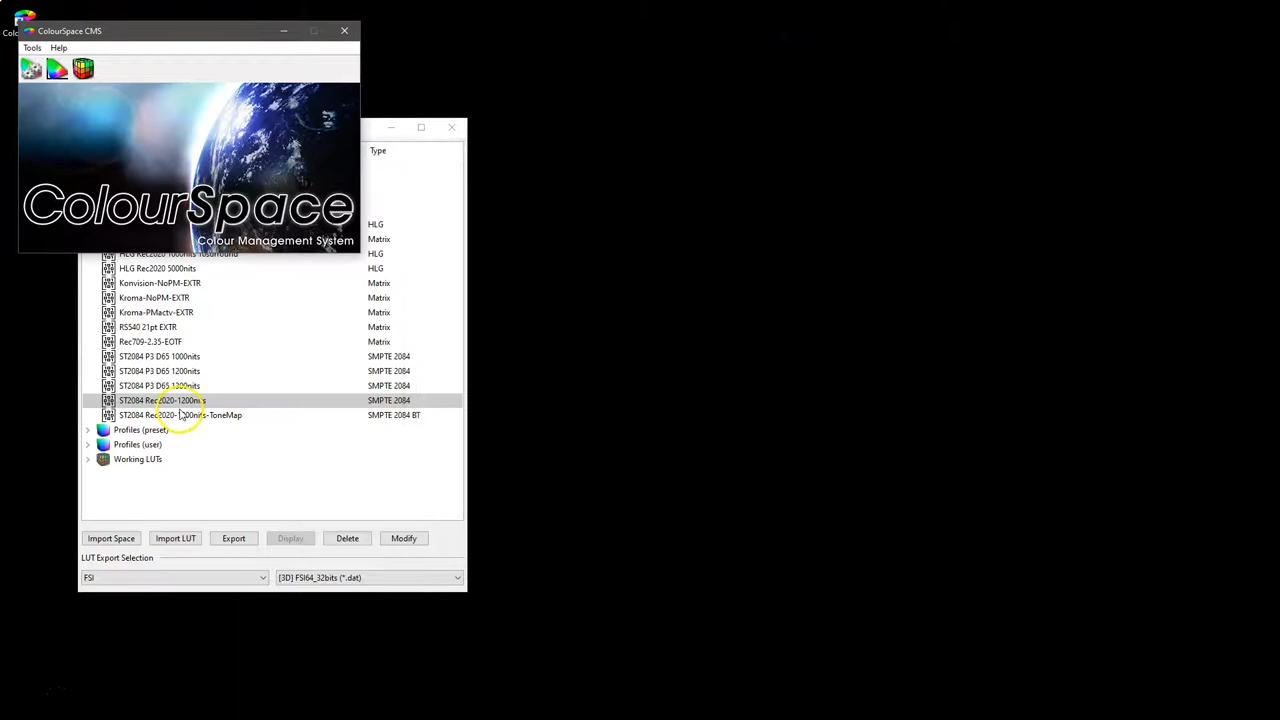 ColourSpace CMS
Tools Help
ColourSpace
Colour Management System
Type
HLG
Matrix
HLG Rec2020 1000nits 10surround HLG
HLG Rec2020 5000nits HLG
Konvision-NoPM-EXTR Matrix
Kroma-NoPM-EXTR Matrix
Kroma-PMactv-EXTR Matrix
RS540 21pt EXTR Matrix
Rec709-2.35-EOTF Matrix
ST2084 P3 D65 1000nits SMPTE 2084
ST2084 P3 D65 1200nits SMPTE 2084
ST2084 P3 D65 1300nits SMPTE 2084
ST2084 Rec2020-1200nits SMPTE 2084
ST2084 SMPTE 2084 BT
Profiles (preset)
Profiles (user)
Working LUTs
Import Space Import LUT Export Display Delete Modify
LUT Export Selection
FSI [3D] FSI64_32bits (*.dat)